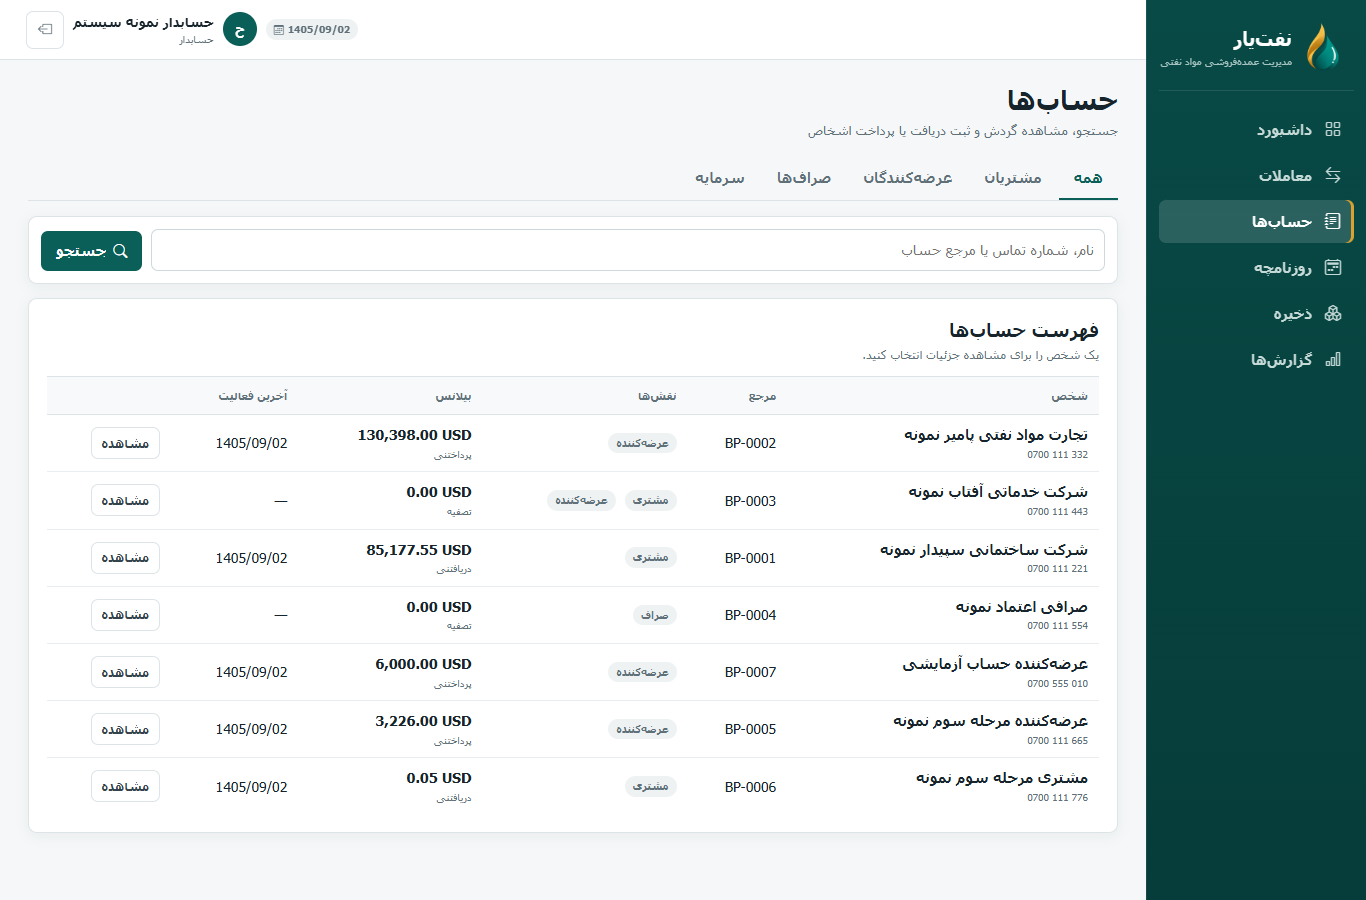 نفت‌یار
مدیریت عمده‌فروشی مواد نفتی
داشبورد
معاملات
حساب‌ها
روزنامچه
ذخیره
گزارش‌ها
1405/09/02
ح
حسابدار نمونه سیستم
حسابدار
حساب‌ها
جستجو، مشاهده گردش و ثبت دریافت یا پرداخت اشخاص
همه مشتریان عرضه‌کنندگان صراف‌ها سرمایه
نام، شماره تماس یا مرجع حساب
جستجو
فهرست حساب‌ها
یک شخص را برای مشاهده جزئیات انتخاب کنید.
شخص مرجع نقش‌ها بیلانس آخرین فعالیت
تجارت مواد نفتی پامیر نمونه BP-0002 عرضه‌کننده 130,398.00 USD 1405/09/02 مشاهده
0700 111 332 پرداختنی
شرکت خدماتی آفتاب نمونه BP-0003 مشتری عرضه‌کننده 0.00 USD — مشاهده
0700 111 443 تصفیه
شرکت ساختمانی سپیدار نمونه BP-0001 مشتری 85,177.55 USD 1405/09/02 مشاهده
0700 111 221 دریافتنی
صرافی اعتماد نمونه BP-0004 صراف 0.00 USD — مشاهده
0700 111 554 تصفیه
عرضه‌کننده حساب آزمایشی BP-0007 عرضه‌کننده 6,000.00 USD 1405/09/02 مشاهده
0700 555 010 پرداختنی
عرضه‌کننده مرحله سوم نمونه BP-0005 عرضه‌کننده 3,226.00 USD 1405/09/02 مشاهده
0700 111 665 پرداختنی
مشتری مرحله سوم نمونه BP-0006 مشتری 0.05 USD 1405/09/02 مشاهده
0700 111 776 دریافتنی